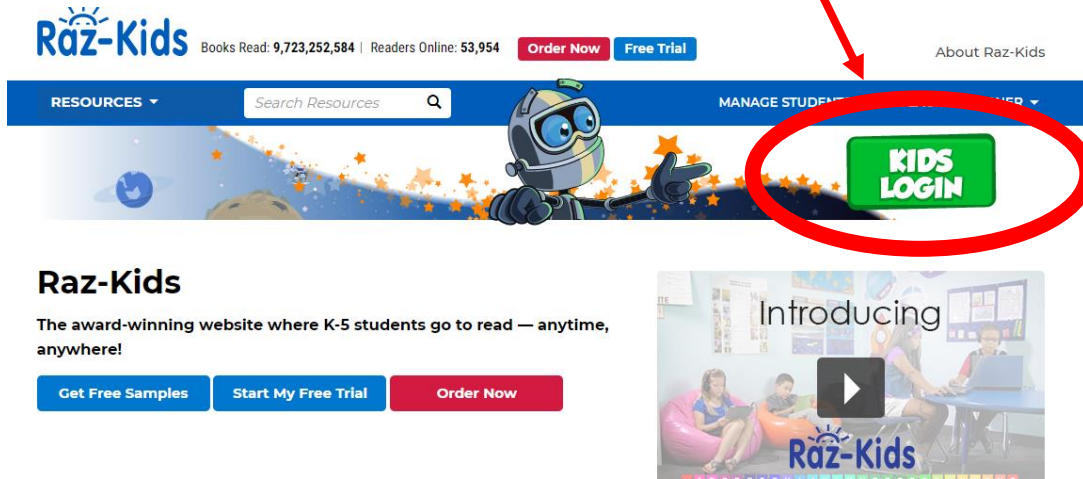 Raz-Kids
Books Read: 9,723,252,584 | Readers Online: 53,954
Order Now
Free Trial
About Raz-Kids
RESOURCES
Search Resources
MANAGE STUDENTS
KIDS
LOGIN
Raz-Kids
The award-winning website where K-5 students go to read — anytime,
anywhere!
Get Free Samples
Start My Free Trial
Order Now
Introducing
Raz-Kids